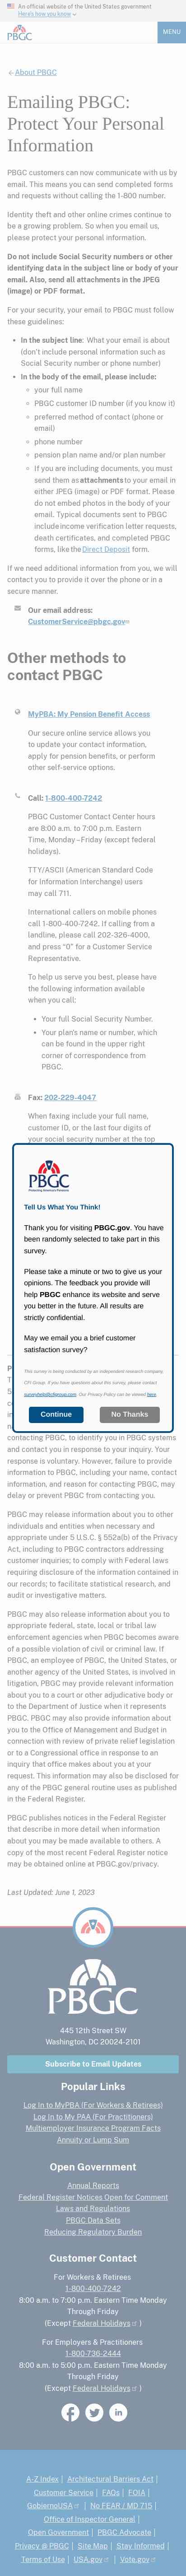 An official website of the United States government
Here's how you know
PBGC
MENU
About PBGC
Emailing PBGC:
Protect Your Personal
Information
PBGC customers can now communicate with us by
email. This means you can send completed forms
and requests without calling the 1-800 number.
Identity theft and other online scams continue to
be a growing problem. So when you email us,
please protect your personal information.
Do not include Social Security numbers or other
identifying data in the subject line or body of your
email. Also, send all attachments in the JPEG
(image) or PDF format.
For your security, your email to PBGC must follow
these guidelines:
• In the subject line: What your email is about
(don't include personal information such as
Social Security number or phone number)
• In the body of the email, please include:
your full name
PBGC customer ID number (if you know it)
preferred method of contact (phone or
email)
phone number
pension plan name and/or plan number
If you are including documents, you must
send them as attachments to your email in
either JPEG (image) or PDF format. Please
do not embed documents in the body of your
email. Typical documents sent to PBGC
include income verification letters, death
certificates, court orders, and completed PBGC
forms, like the Direct Deposit form.
If we need additional information from you, we will
contact you to provide it on the phone or in a
secure manner.
Our email address:
CustomerService@pbgc.gov
Other methods to
contact PBGC
MyPBA: My Pension Benefit Access
Our secure online service allows you
to update your contact information,
apply for pension benefits, or perform
other self-service options.
Call: 1-800-400-7242
PBGC Customer Contact Center hours
are 8:00 a.m. to 7:00 p.m. Eastern
Time, Monday – Friday (except federal
holidays).
TTY/ASCII (American Standard Code
for Information Interchange) users
may call 711.
International callers on mobile phones
may call 1-800-400-7242. If calling from a
landline, please call 202-326-4000,
and press "0" for a Customer Service
Representative.
To help us serve you best, please have
the following information available
when you call:
• Your full Social Security Number.
• Your plan's name or number, which
can be found in the upper right
corner of correspondence from
PBGC.
Fax: 202-229-4047
When faxing include your full name,
customer ID, or the last four digits of
your social security number at the top
PBGC
Protecting America's Pensions
Tell Us What You Think!
Thank you for visiting PBGC.gov. You have
been randomly selected to take part in this
survey.
Please take a minute or two to give us your
opinions. The feedback you provide will
help PBGC enhance its website and serve
you better in the future. All results are
strictly confidential.
May we email you a brief customer
satisfaction survey?
This survey is being conducted by an independent research company,
CFI Group. If you have questions about this survey, please contact
surveyhelp@cfigroup.com. Our Privacy Policy can be viewed here.
Continue
No Thanks
contacting PBGC, to identify you in PBGC systems
and to contact you in response to your inquiry.
Providing this information is voluntary. However,
failure to provide your information, including your
name, contact information, and
reason for contacting PBGC, may
delay or prevent PBGC from contacting you.
PBGC may release information about you to other
individuals or entities when necessary and
appropriate under 5 U.S.C. § 552a(b) of the Privacy
Act, including to PBGC contractors addressing
customer inquiries; to comply with Federal laws
requiring disclosure of the information contained
in our records; and to facilitate statistical, audit, or
investigative matters.
PBGC may also release information about you to
appropriate federal, state, local or tribal law
enforcement agencies when PBGC becomes aware
of a possible violation of civil or criminal law. If
PBGC, an employee of PBGC, the United States, or
another agency of the United States is involved in
litigation, PBGC may provide relevant information
about you to a court or other adjudicative body or
to the Department of Justice when it represents
PBGC. PBGC may also provide information about
you to the Office of Management and Budget in
connection with review of private relief legislation
or to a Congressional office in response to an
inquiry that office makes at your request.
Disclosure of your record may also be made for
any of the PBGC general routine uses as published
in the Federal Register.
PBGC publishes notices in the Federal Register
that describe in more detail when information
about you may be made available to others. A
copy of the most recent Federal Register notice
may be obtained online at PBGC.gov/privacy.
Last Updated: June 1, 2023
PBGC
445 12th Street SW
Washington, DC 20024-2101
Subscribe to Email Updates
Popular Links
Log In to MyPBA (For Workers & Retirees)
Log In to My PAA (For Practitioners)
Multiemployer Insurance Program Facts
Annuity or Lump Sum
Open Government
Annual Reports
Federal Register Notices Open for Comment
Laws and Regulations
PBGC Data Sets
Reducing Regulatory Burden
Customer Contact
For Workers & Retirees
1-800-400-7242
8:00 a.m. to 7:00 p.m. Eastern Time Monday
Through Friday
(Except Federal Holidays )
For Employers & Practitioners
1-800-736-2444
8:00 a.m. to 5:00 p.m. Eastern Time Monday
Through Friday
(Except Federal Holidays )
A-Z Index | Architectural Barriers Act |
Customer Service | FAQs | FOIA |
GobiernoUSA | No FEAR / MD 715 |
Office of Inspector General |
Open Government | PBGC Advocate |
Privacy @ PBGC | Site Map | Stay Informed |
Terms of Use | USA.gov | Vote.gov